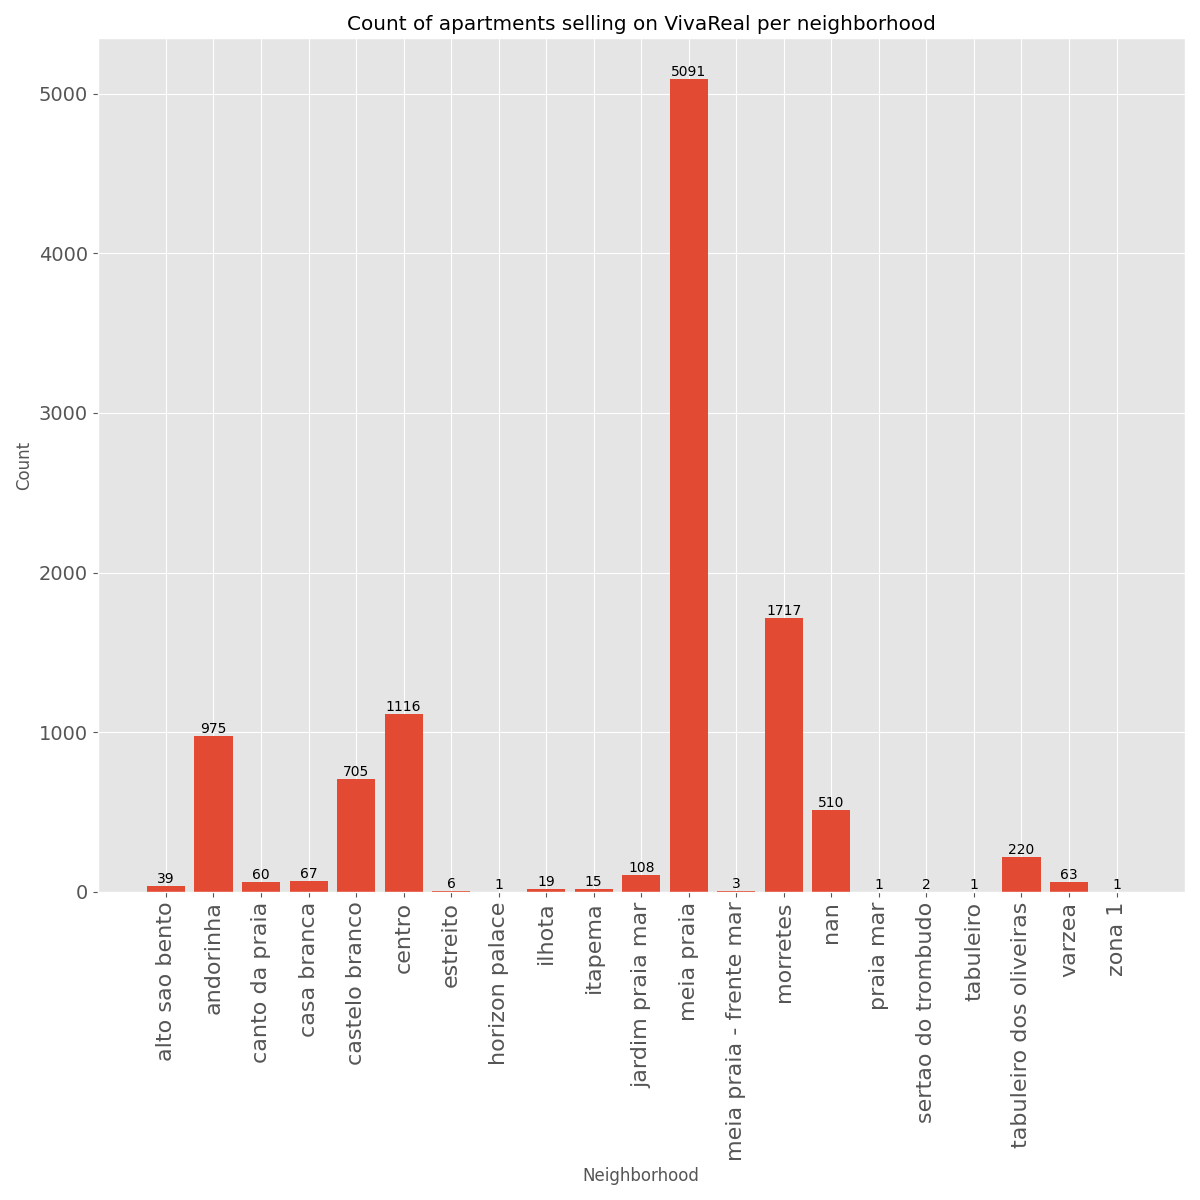 Count of apartments selling on VivaReal per neighborhood
Count
5000
4000
3000
2000
1000
0
39
975
60
67
705
1116
6
1
19
15
108
5091
3
1717
510
1
2
1
220
63
1
alto sao bento
andorinha
canto da praia
casa branca
castelo branco
centro
estreito
horizon palace
ilhota
itapema
jardim praia mar
meia praia
meia praia - frente mar
morretes
nan
praia mar
sertao do trombudo
tabuleiro
tabuleiro dos oliveiras
varzea
zona 1
Neighborhood